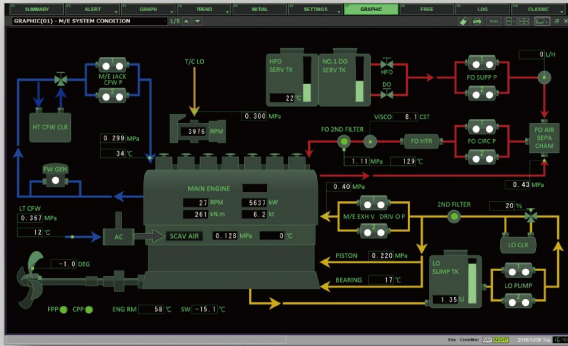 SUMMARY ALERT GRAPH TREND INITIAL SETTINGS GRAPHIC FREE LOG CLASSIC
GRAPHIC(01) - M/E SYSTEM CONDITION 1/5
M/E JACK CFW P
HT CFW CLR
FW GEN
LT CFW
0.367 MPa
12 ℃
0.299 MPa
34 ℃
T/C LO
3975 RPM
0.300 MPa
HFO SERV TK
22 ℃
NO.1 DO SERV TK
HFO
DO
FO SUPP P
0 L/H
VISCO 8.1 CST
FO 2ND FILTER
1.11 MPa
FO HTR
129 ℃
FO CIRC P
FO AIR SEPA CHAM
0.43 MPa
MAIN ENGINE
27 RPM 5637 kW
261 kN.m 6.2 kt
AC
SCAV AIR 0.128 MPa 0 ℃
0.40 MPa
M/E EXH V DRIV O P
2ND FILTER
20 %
LO CLR
PISTON 0.220 MPa
BEARING 17 ℃
LO SUMP TK
1.35 M
LO PUMP
-1.0 DEG
FPP CPP
ENG RM 58 ℃ SW -15.1 ℃